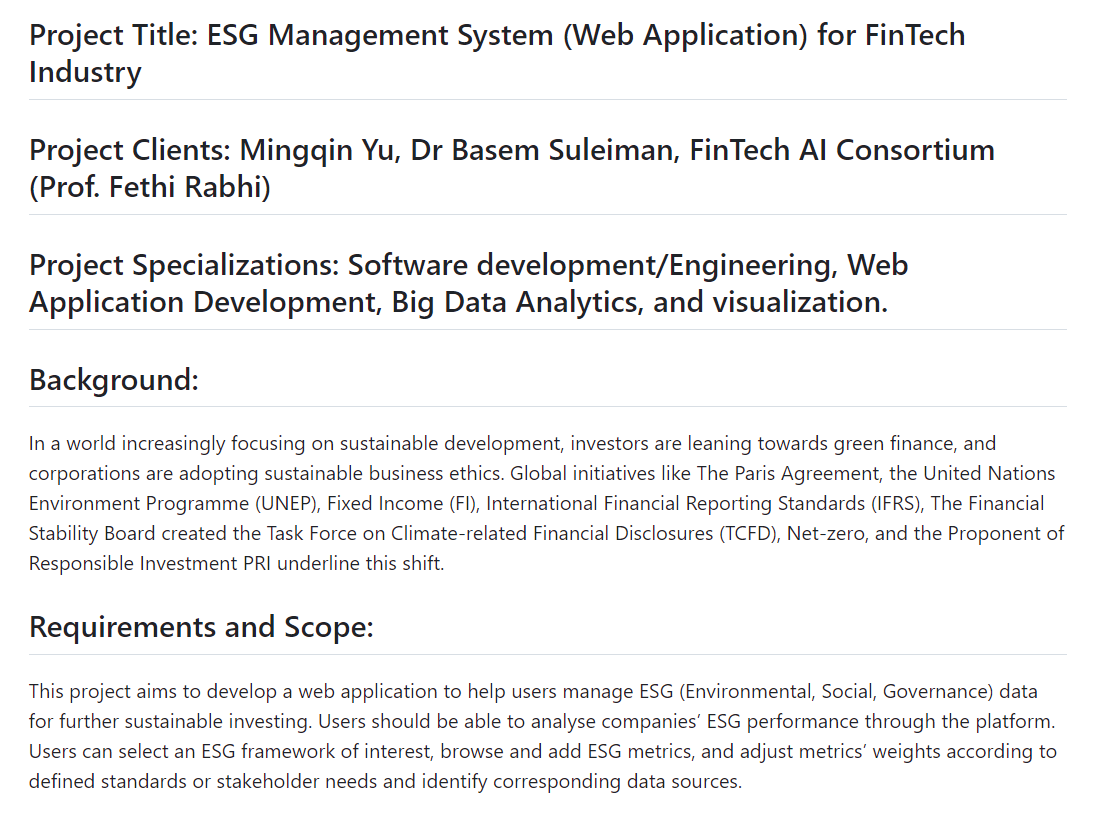 Project Title: ESG Management System (Web Application) for FinTech
Industry
Project Clients: Mingqin Yu, Dr Basem Suleiman, FinTech AI Consortium
(Prof. Fethi Rabhi)
Project Specializations: Software development/Engineering, Web
Application Development, Big Data Analytics, and visualization.
Background:
In a world increasingly focusing on sustainable development, investors are leaning towards green finance, and
corporations are adopting sustainable business ethics. Global initiatives like The Paris Agreement, the United Nations
Environment Programme (UNEP), Fixed Income (FI), International Financial Reporting Standards (IFRS), The Financial
Stability Board created the Task Force on Climate-related Financial Disclosures (TCFD), Net-zero, and the Proponent of
Responsible Investment PRI underline this shift.
Requirements and Scope:
This project aims to develop a web application to help users manage ESG (Environmental, Social, Governance) data
for further sustainable investing. Users should be able to analyse companies’ ESG performance through the platform.
Users can select an ESG framework of interest, browse and add ESG metrics, and adjust metrics’ weights according to
defined standards or stakeholder needs and identify corresponding data sources.